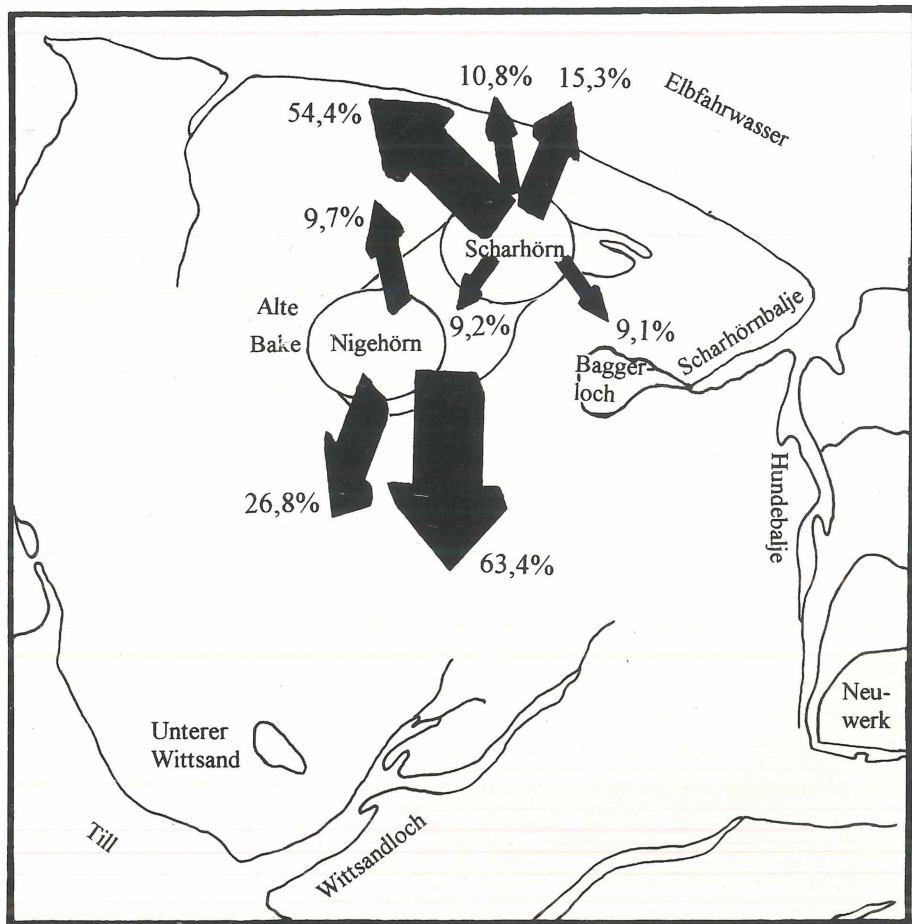 10,8%
15,3%
54,4%
Elbfahrwasser
9,7%
Scharhörn
Alte
Bake
Nigehörn
9,2%
9,1%
Scharhörnbalje
Bagger-
loch
Hundebalje
26,8%
63,4%
Neu-
werk
Unterer
Wittsand
Till
Wittsandloch